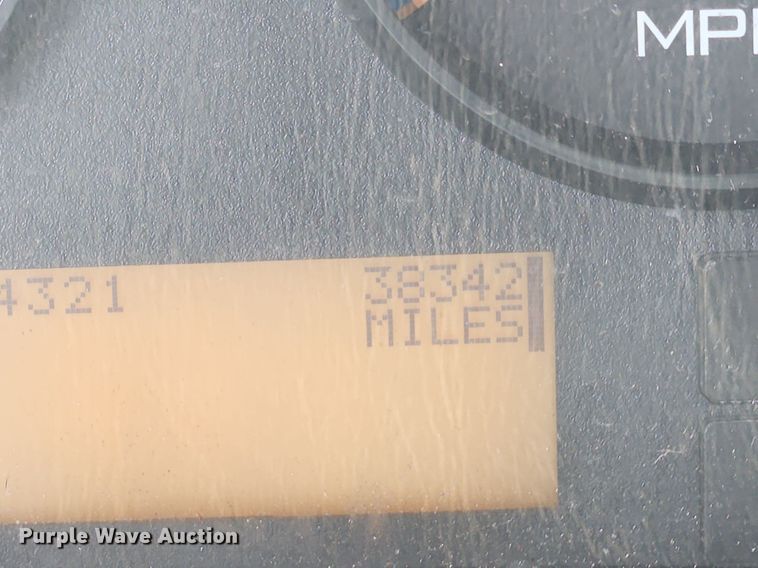 MP
4321 38342
MILES
Purple Wave Auction